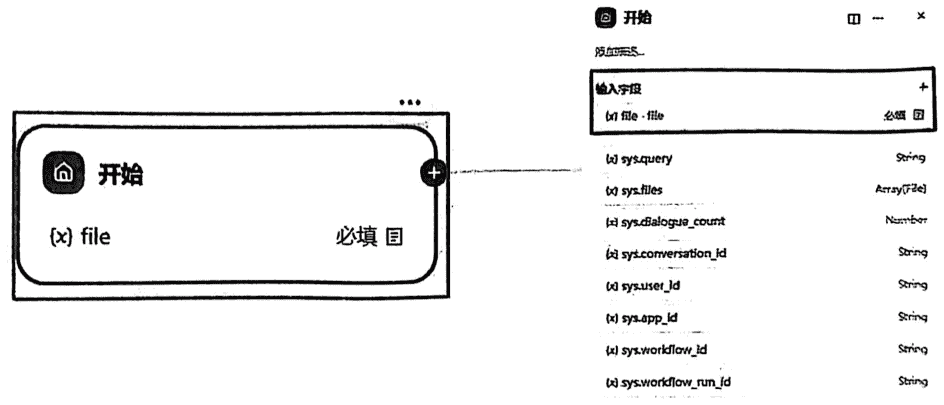 开始
{x} file 必填
开始
添加描述...
输入字段 +
{x} file · file 必填
{x} sys.query String
{x} sys.files Array[File]
{x} sys.dialogue_count Number
{x} sys.conversation_id String
{x} sys.user_id String
{x} sys.app_id String
{x} sys.workflow_id String
{x} sys.workflow_run_id String